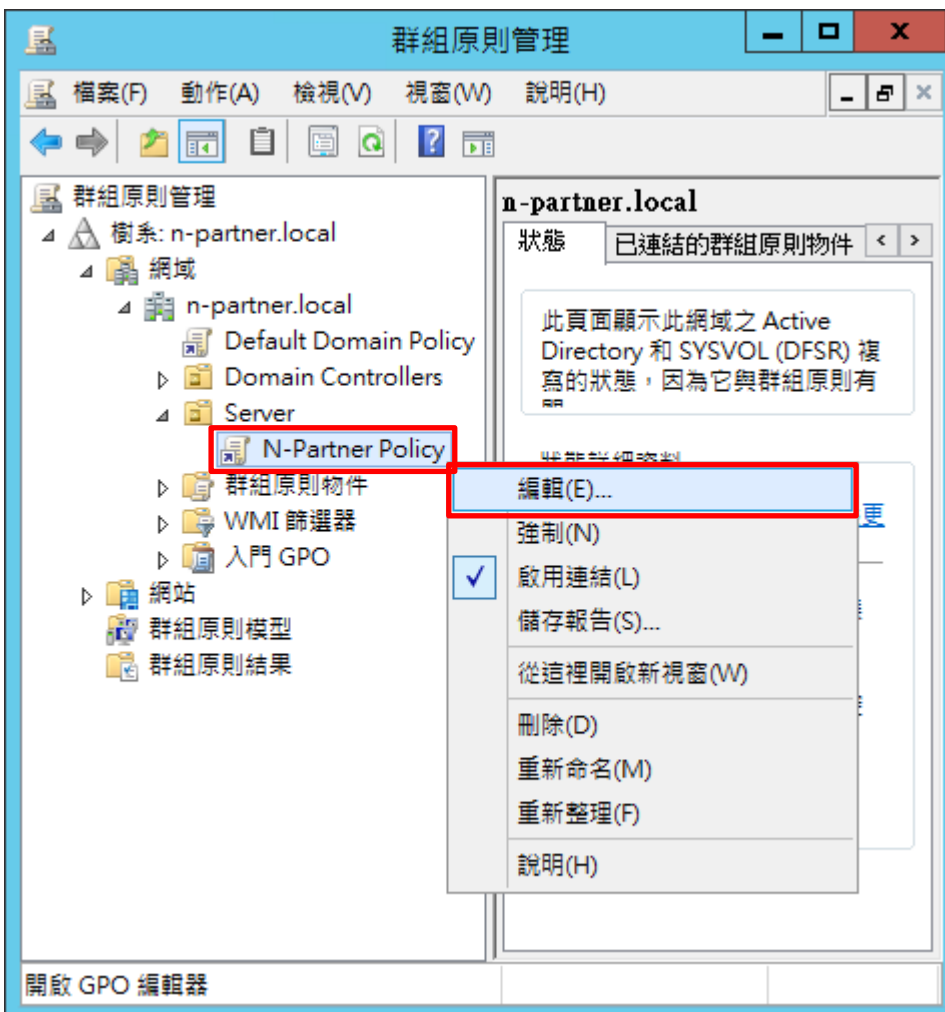 群組原則管理
檔案(F) 動作(A) 檢視(V) 視窗(W) 說明(H)
群組原則管理
樹系: n-partner.local
網域
n-partner.local
Default Domain Policy
Domain Controllers
Server
N-Partner Policy
群組原則物件
WMI 篩選器
入門 GPO
網站
群組原則模型
群組原則結果
n-partner.local
狀態 已連結的群組原則物件
此頁面顯示此網域之 Active
Directory 和 SYSVOL (DFSR) 複
寫的狀態，因為它與群組原則有
狀態詳細資料
更
編輯(E)...
強制(N)
啟用連結(L)
儲存報告(S)...
從這裡開啟新視窗(W)
刪除(D)
重新命名(M)
重新整理(F)
說明(H)
開啟 GPO 編輯器